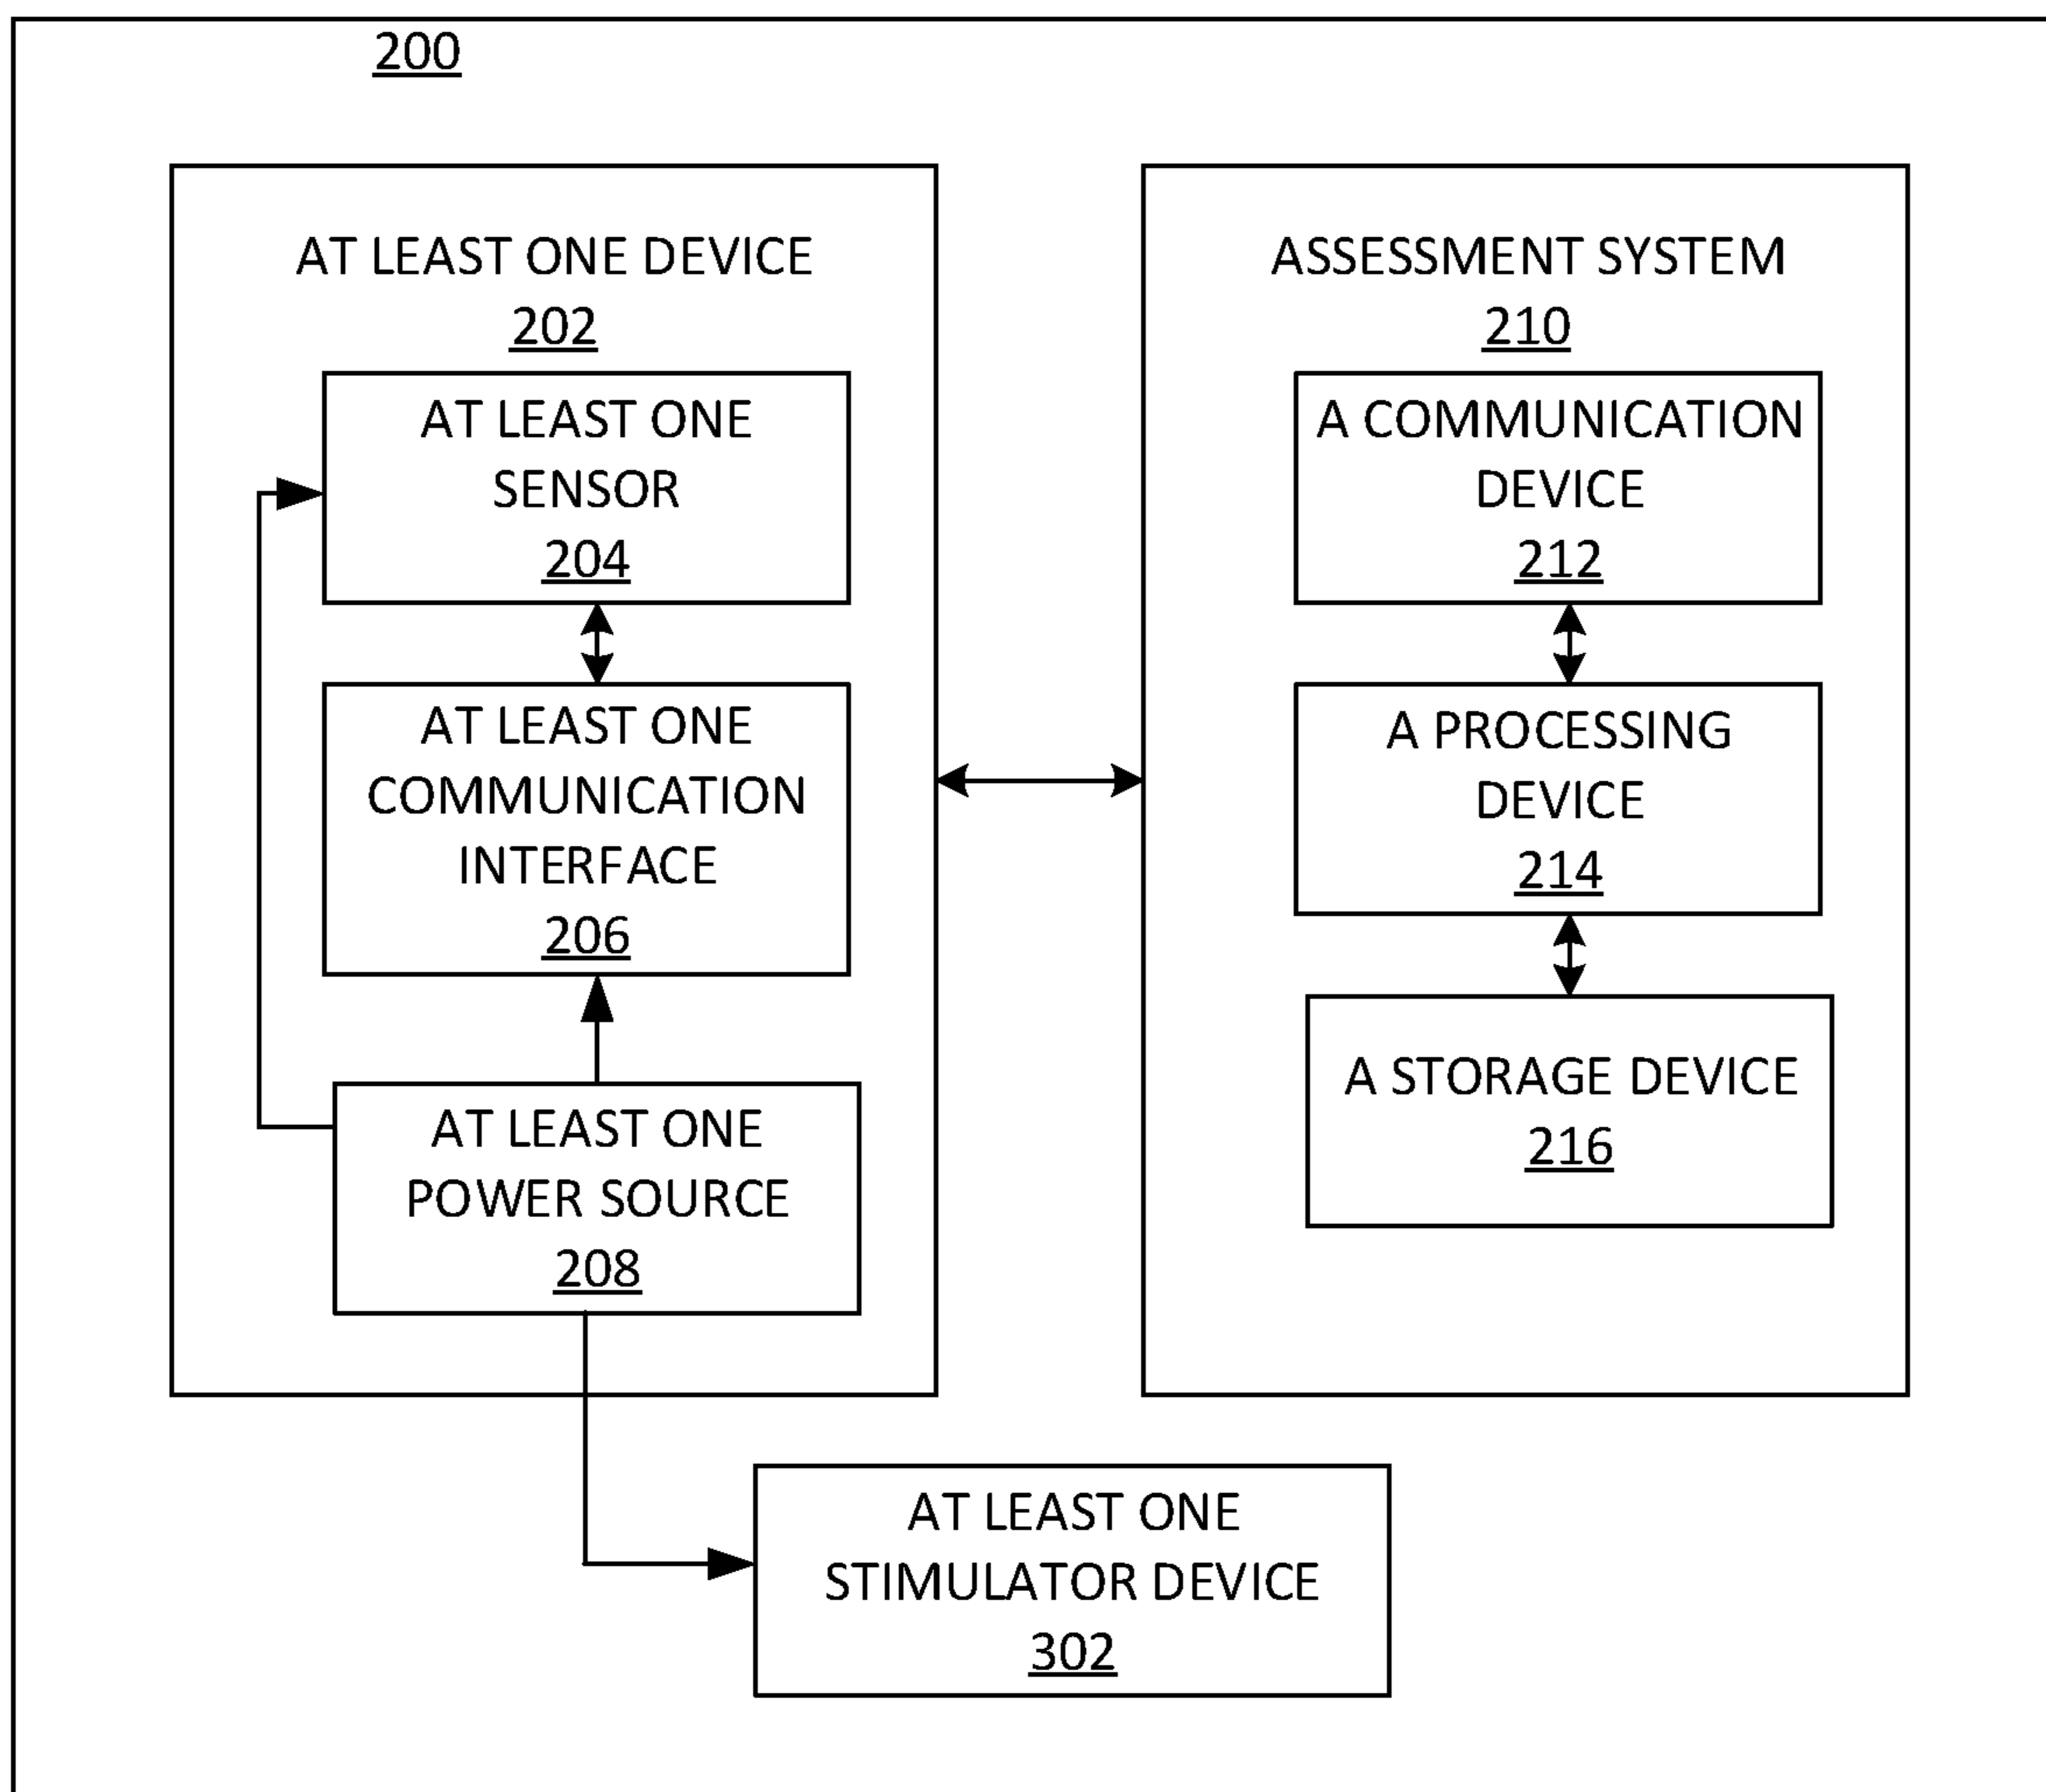 200
AT LEAST ONE DEVICE
202
AT LEAST ONE
SENSOR
204
AT LEAST ONE
COMMUNICATION
INTERFACE
206
AT LEAST ONE
POWER SOURCE
208
ASSESSMENT SYSTEM
210
A COMMUNICATION
DEVICE
212
A PROCESSING
DEVICE
214
A STORAGE DEVICE
216
AT LEAST ONE
STIMULATOR DEVICE
302